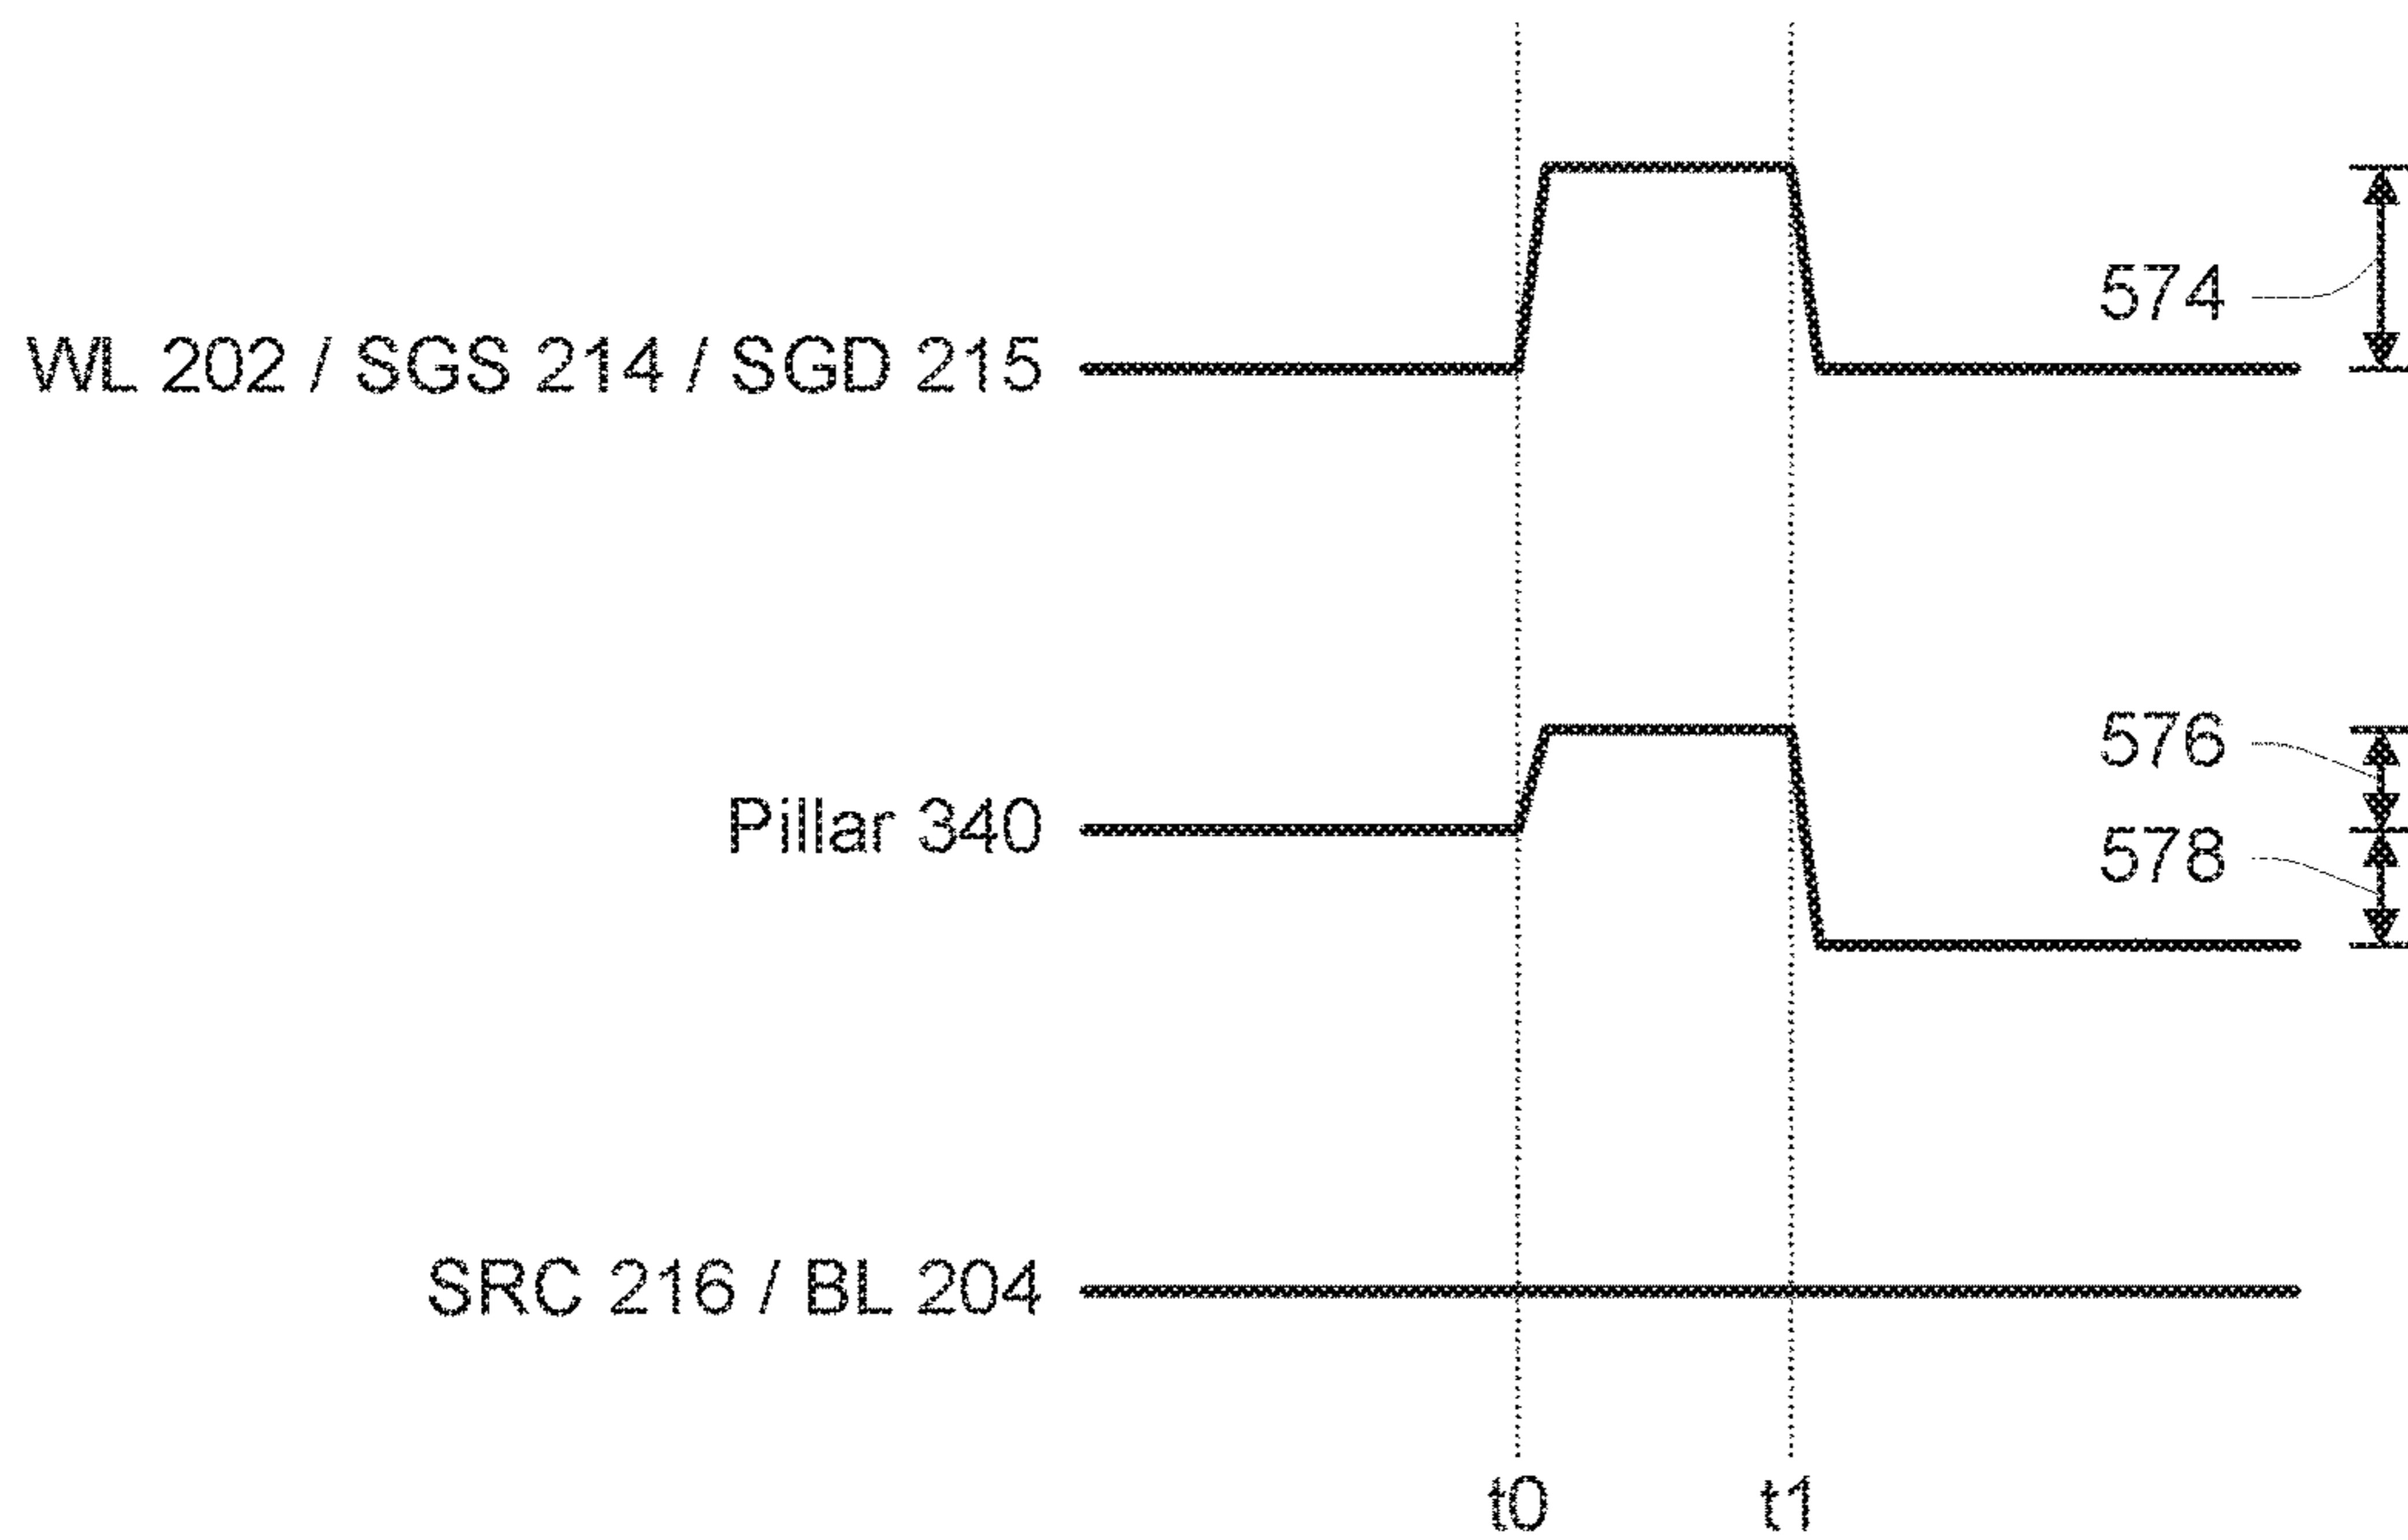 574
WL 202 / SGS 214 / SGD 215
576
Pillar 340
578
SRC 216 / BL 204
t0 t1